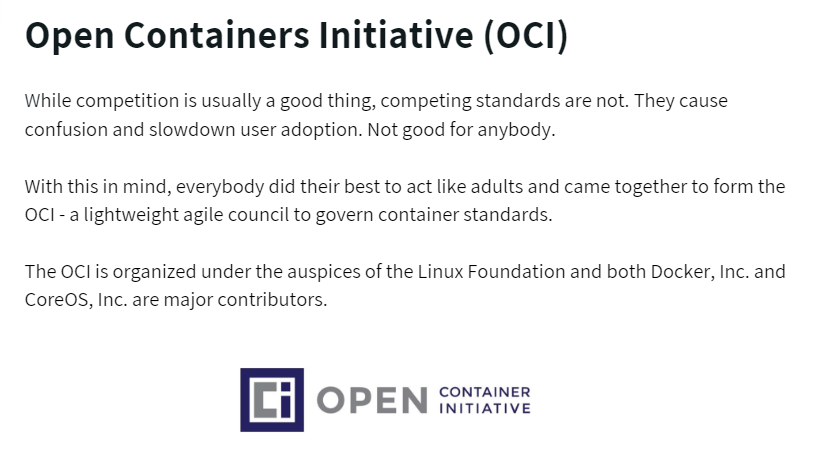 Open Containers Initiative (OCI)
While competition is usually a good thing, competing standards are not. They cause
confusion and slowdown user adoption. Not good for anybody.
With this in mind, everybody did their best to act like adults and came together to form the
OCI - a lightweight agile council to govern container standards.
The OCI is organized under the auspices of the Linux Foundation and both Docker, Inc. and
CoreOS, Inc. are major contributors.
Ci OPEN CONTAINER
INITIATIVE